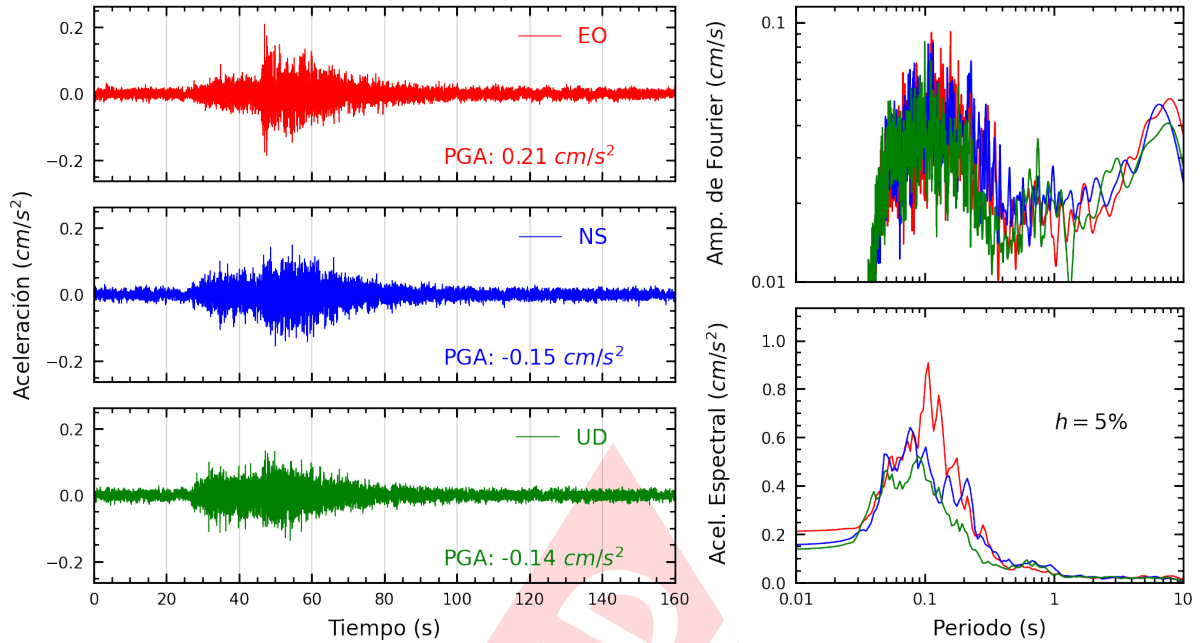 Aceleración (cm/s²)
0.2
0.0
−0.2
EO
PGA: 0.21 cm/s²
0.2
0.0
−0.2
NS
PGA: -0.15 cm/s²
0.2
0.0
−0.2
UD
PGA: -0.14 cm/s²
0 20 40 60 80 100 120 140 160
Tiempo (s)
Amp. de Fourier (cm/s)
0.1
0.01
Acel. Espectral (cm/s²)
1.0
0.8
0.6
0.4
0.2
0.0
h = 5%
0.01 0.1 1 10
Periodo (s)